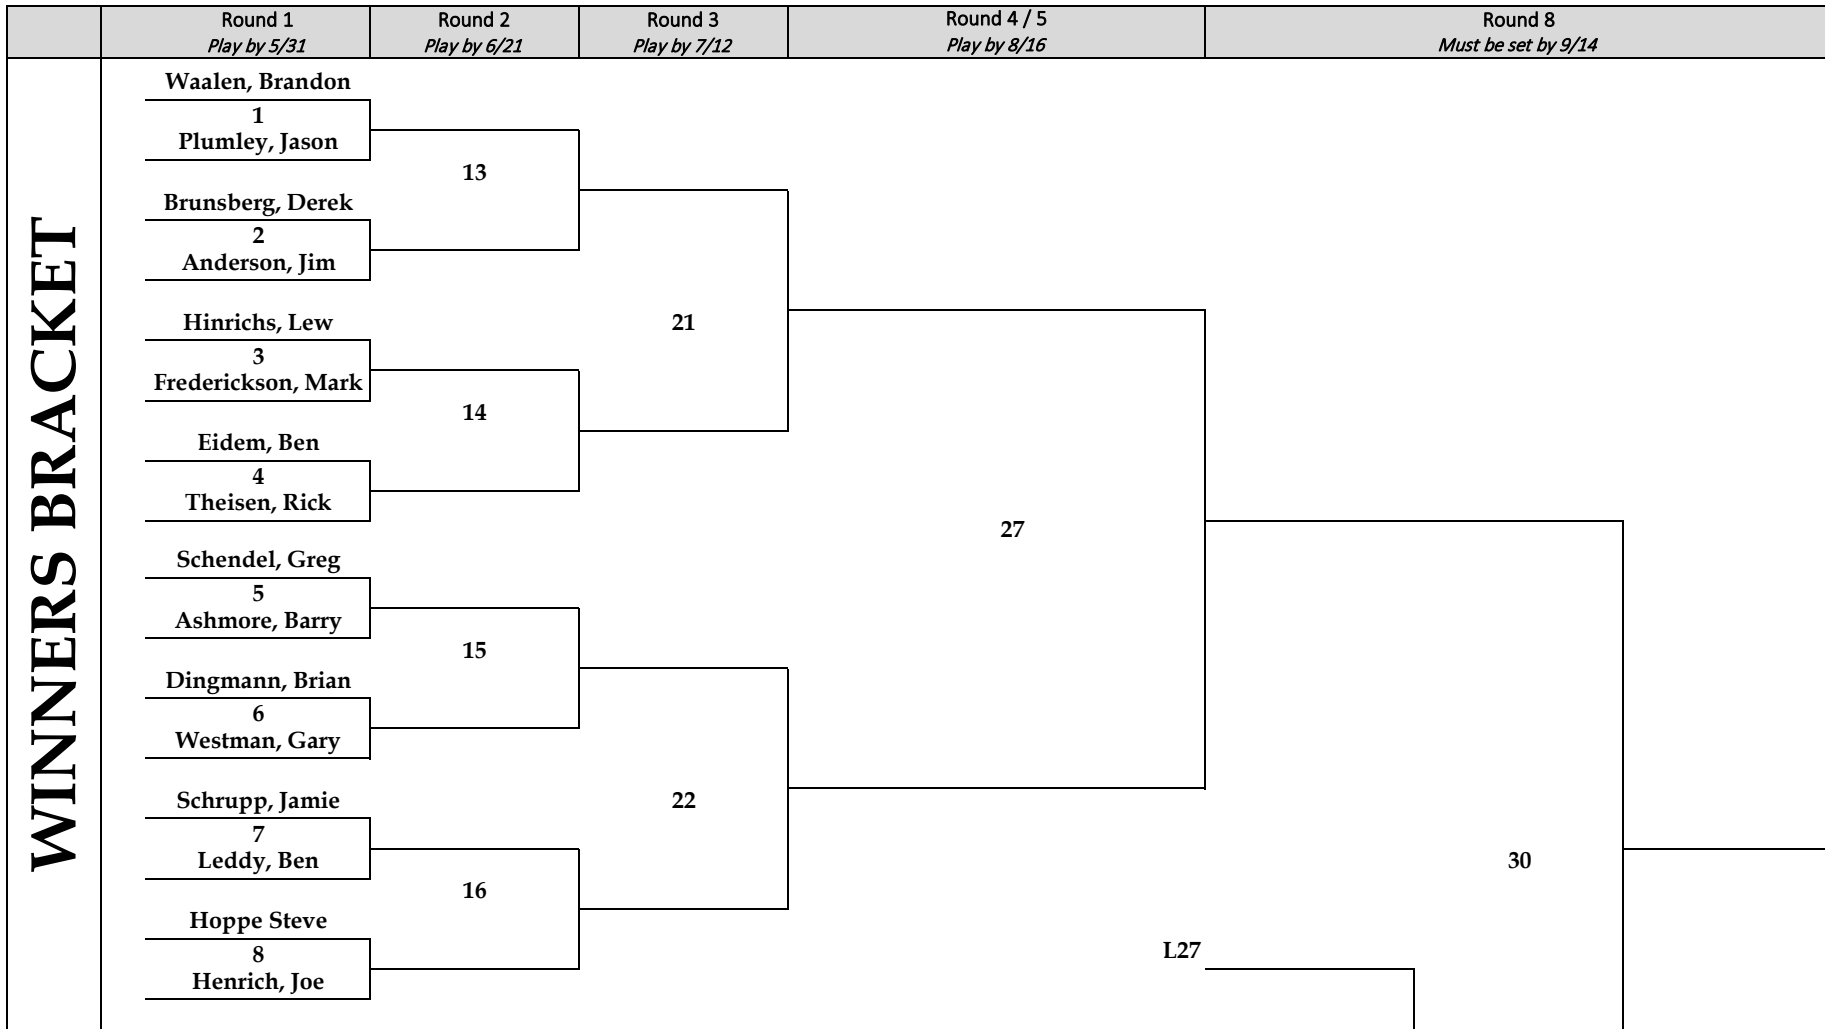 Round 1
Play by 5/31
Round 2
Play by 6/21
Round 3
Play by 7/12
Round 4 / 5
Play by 8/16
Round 8
Must be set by 9/14
WINNERS BRACKET
Waalen, Brandon
1
Plumley, Jason
13
Brunsberg, Derek
2
Anderson, Jim
21
Hinrichs, Lew
3
Frederickson, Mark
14
Eidem, Ben
4
Theisen, Rick
27
Schendel, Greg
5
Ashmore, Barry
15
Dingmann, Brian
6
Westman, Gary
22
Schrupp, Jamie
7
Leddy, Ben
30
16
Hoppe Steve
8
Henrich, Joe
L27